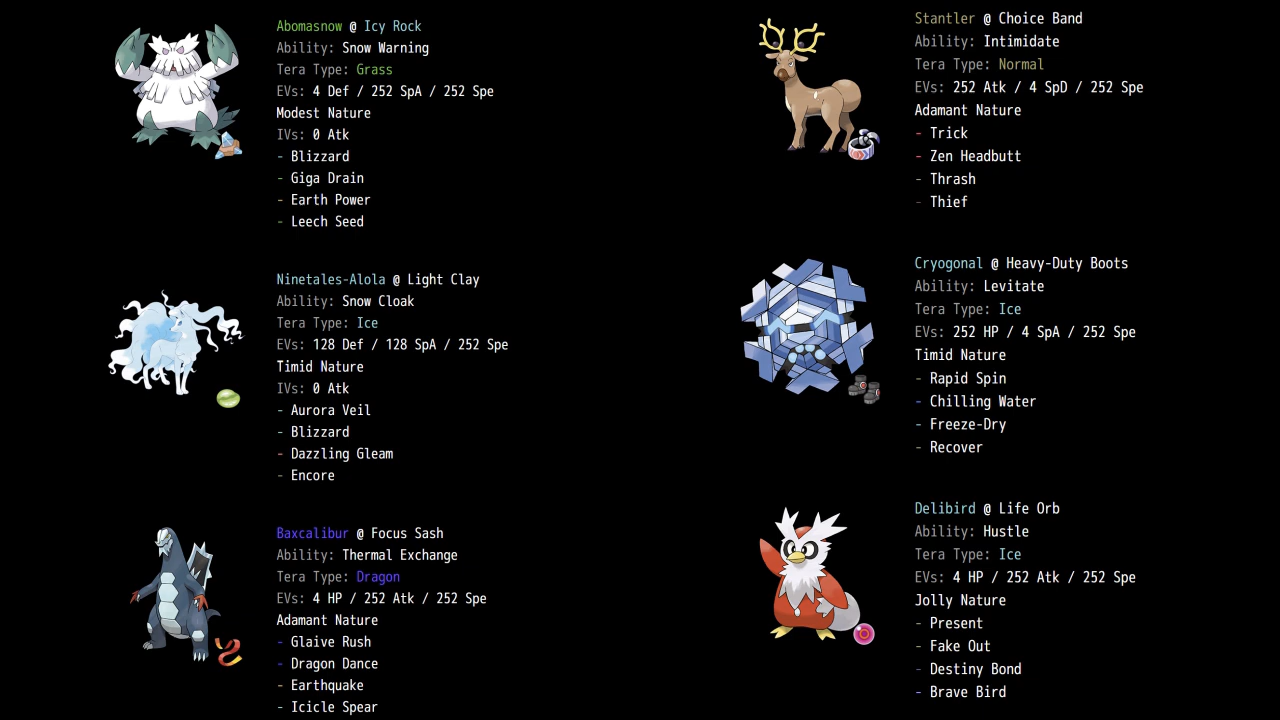 Abomasnow @ Icy Rock
Ability: Snow Warning
Tera Type: Grass
EVs: 4 Def / 252 SpA / 252 Spe
Modest Nature
IVs: 0 Atk
- Blizzard
- Giga Drain
- Earth Power
- Leech Seed
Ninetales-Alola @ Light Clay
Ability: Snow Cloak
Tera Type: Ice
EVs: 128 Def / 128 SpA / 252 Spe
Timid Nature
IVs: 0 Atk
- Aurora Veil
- Blizzard
- Dazzling Gleam
- Encore
Baxcalibur @ Focus Sash
Ability: Thermal Exchange
Tera Type: Dragon
EVs: 4 HP / 252 Atk / 252 Spe
Adamant Nature
- Glaive Rush
- Dragon Dance
- Earthquake
- Icicle Spear
Stantler @ Choice Band
Ability: Intimidate
Tera Type: Normal
EVs: 252 Atk / 4 SpD / 252 Spe
Adamant Nature
- Trick
- Zen Headbutt
- Thrash
- Thief
Cryogonal @ Heavy-Duty Boots
Ability: Levitate
Tera Type: Ice
EVs: 252 HP / 4 SpA / 252 Spe
Timid Nature
- Rapid Spin
- Chilling Water
- Freeze-Dry
- Recover
Delibird @ Life Orb
Ability: Hustle
Tera Type: Ice
EVs: 4 HP / 252 Atk / 252 Spe
Jolly Nature
- Present
- Fake Out
- Destiny Bond
- Brave Bird